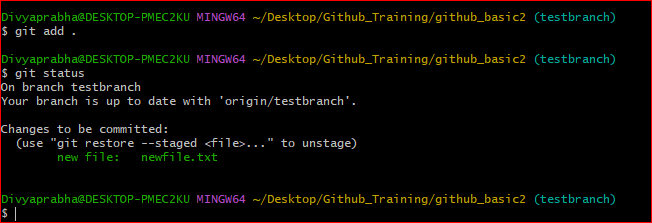 Divyaprabha@DESKTOP-PMEC2KU MINGW64 ~/Desktop/Github_Training/github_basic2 (testbranch)
$ git add .
Divyaprabha@DESKTOP-PMEC2KU MINGW64 ~/Desktop/Github_Training/github_basic2 (testbranch)
$ git status
On branch testbranch
Your branch is up to date with 'origin/testbranch'.
Changes to be committed:
  (use "git restore --staged <file>..." to unstage)
        new file:   newfile.txt
Divyaprabha@DESKTOP-PMEC2KU MINGW64 ~/Desktop/Github_Training/github_basic2 (testbranch)
$